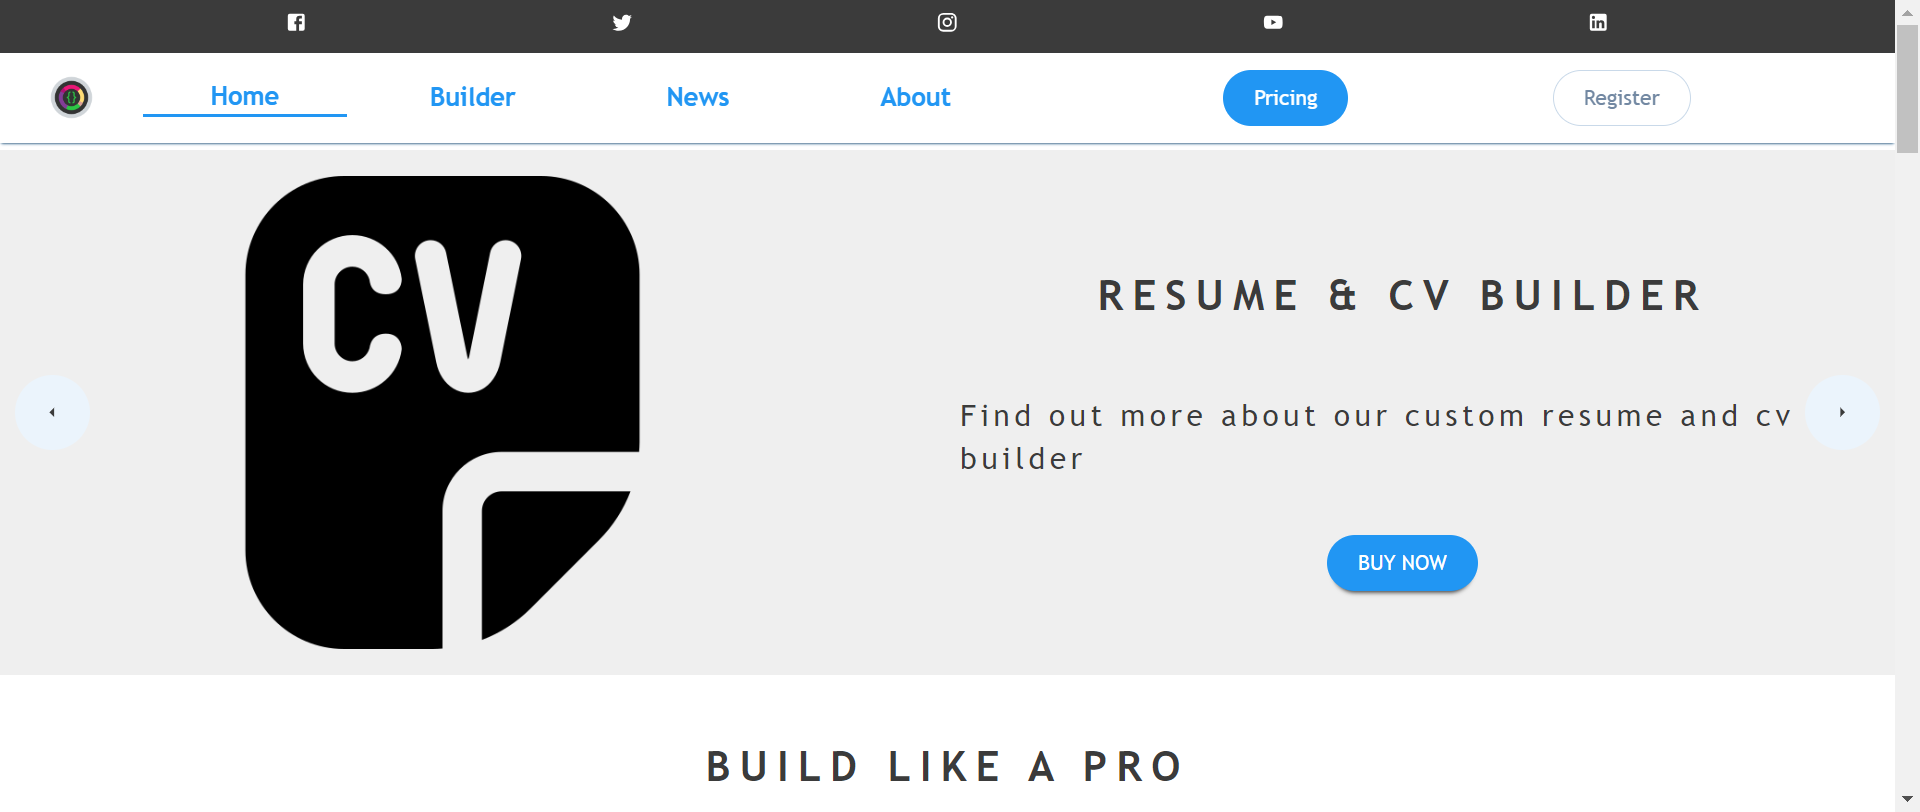 Home
Builder
News
About
Pricing
Register
CV
RESUME & CV BUILDER
Find out more about our custom resume and cv
builder
BUY NOW
BUILD LIKE A PRO